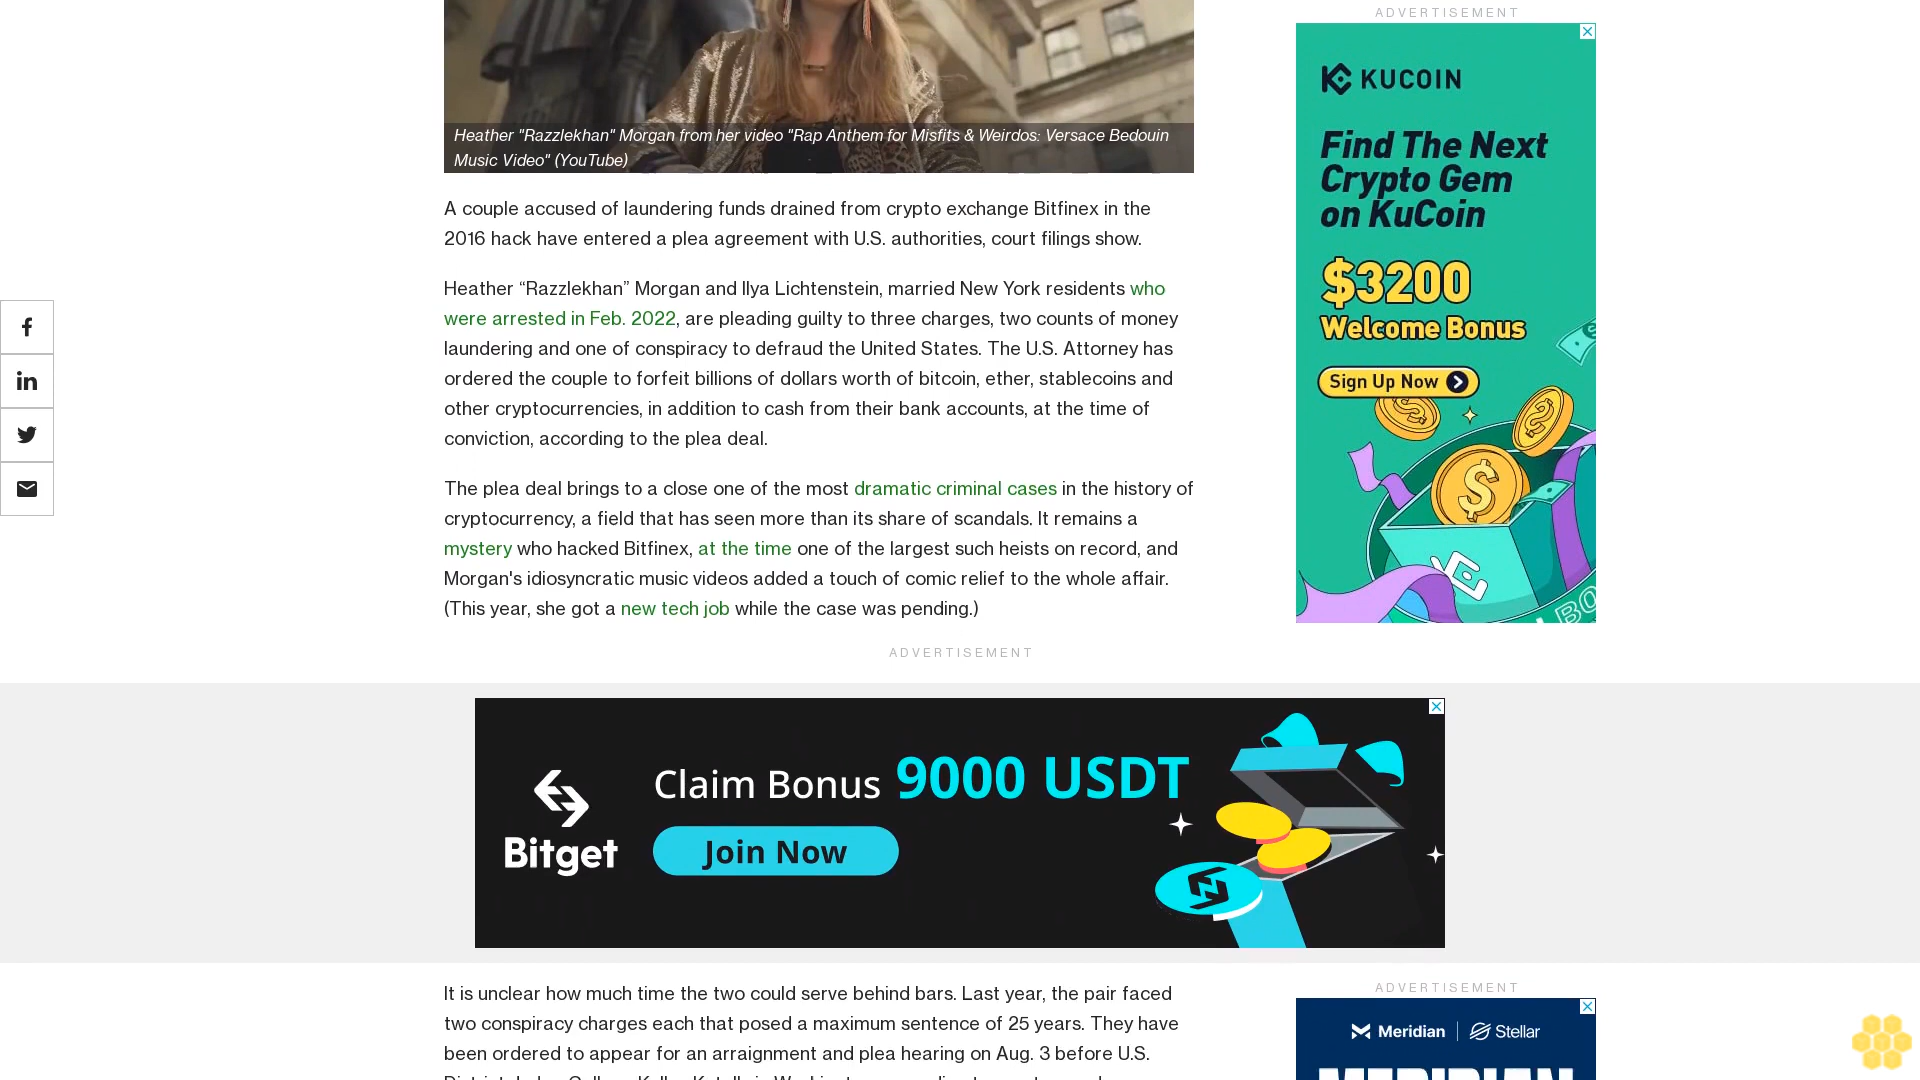 ADVERTISEMENT
KUCOIN
Find The Next
Crypto Gem
on KuCoin
$3200
Welcome Bonus
Sign Up Now
Heather "Razzlekhan" Morgan from her video "Rap Anthem for Misfits & Weirdos: Versace Bedouin
Music Video" (YouTube)
A couple accused of laundering funds drained from crypto exchange Bitfinex in the
2016 hack have entered a plea agreement with U.S. authorities, court filings show.
Heather “Razzlekhan” Morgan and Ilya Lichtenstein, married New York residents who
were arrested in Feb. 2022, are pleading guilty to three charges, two counts of money
laundering and one of conspiracy to defraud the United States. The U.S. Attorney has
ordered the couple to forfeit billions of dollars worth of bitcoin, ether, stablecoins and
other cryptocurrencies, in addition to cash from their bank accounts, at the time of
conviction, according to the plea deal.
The plea deal brings to a close one of the most dramatic criminal cases in the history of
cryptocurrency, a field that has seen more than its share of scandals. It remains a
mystery who hacked Bitfinex, at the time one of the largest such heists on record, and
Morgan's idiosyncratic music videos added a touch of comic relief to the whole affair.
(This year, she got a new tech job while the case was pending.)
ADVERTISEMENT
Bitget
Claim Bonus 9000 USDT
Join Now
It is unclear how much time the two could serve behind bars. Last year, the pair faced
two conspiracy charges each that posed a maximum sentence of 25 years. They have
been ordered to appear for an arraignment and plea hearing on Aug. 3 before U.S.
ADVERTISEMENT
Meridian | Stellar
MERIDIAN